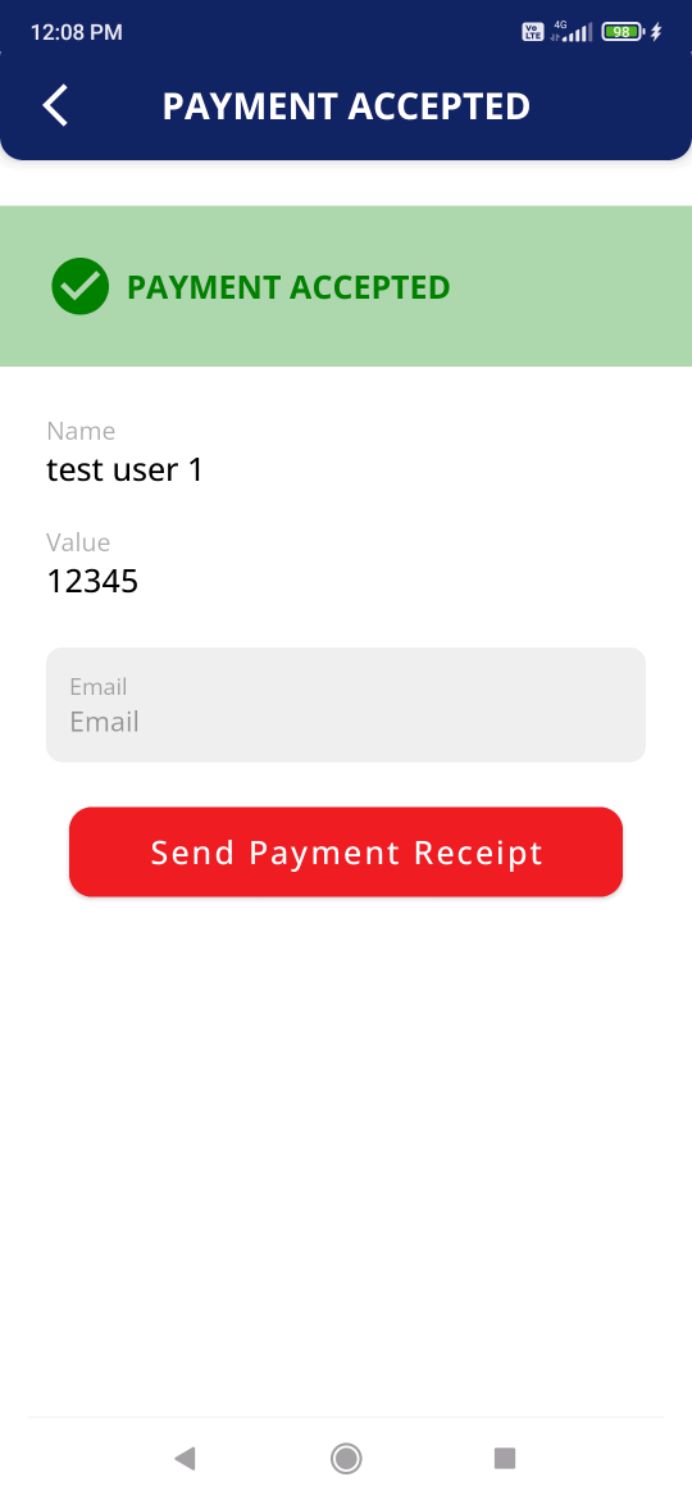 12:08 PM
Vo LTE 4G 98
PAYMENT ACCEPTED
PAYMENT ACCEPTED
Name
test user 1
Value
12345
Email
Email
Send Payment Receipt